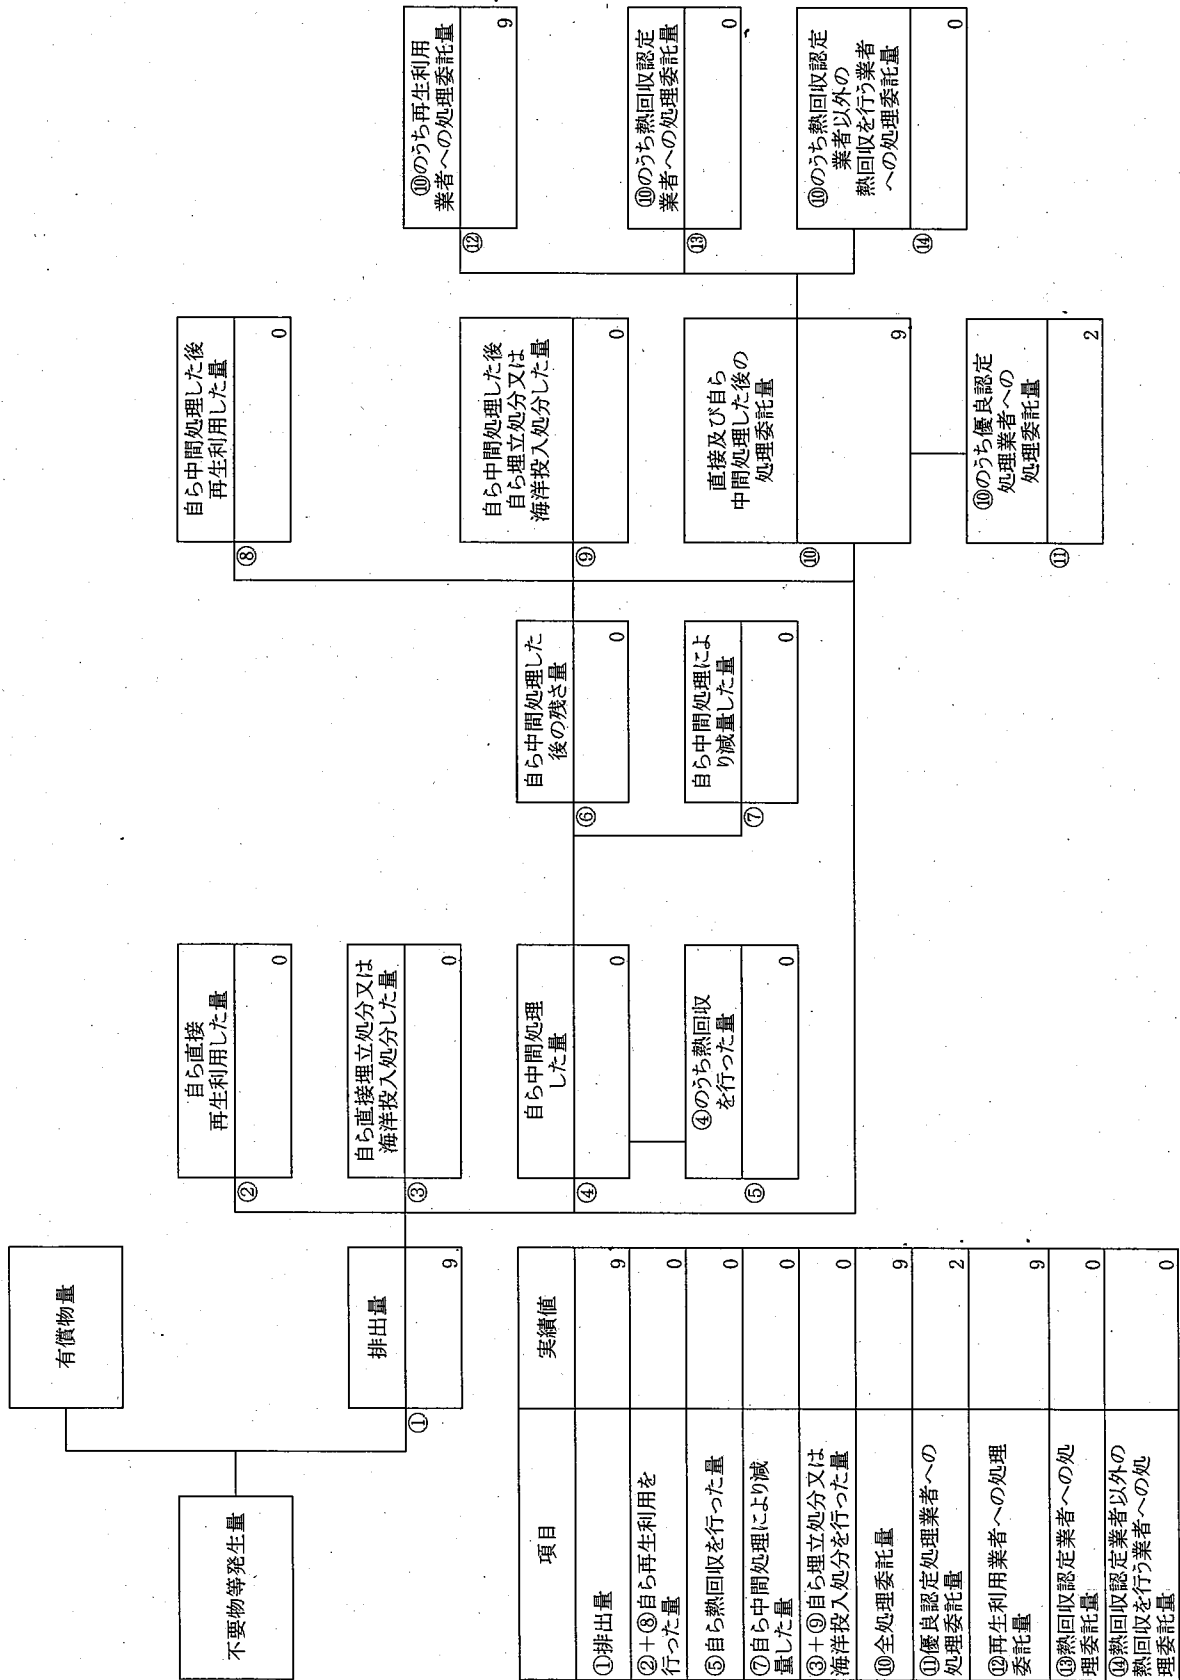 不要物等発生量
有償物量
①
排出量
9
②
自ら直接
再生利用した量
0
③
自ら直接埋立処分又は
海洋投入処分した量
0
④
自ら中間処理
した量
0
⑤
④のうち熱回収
を行った量
0
⑥
自ら中間処理した
後の残さ量
0
⑦
自ら中間処理によ
り減量した量
0
⑧
自ら中間処理した後
再生利用した量
0
⑨
自ら中間処理した後
自ら埋立処分又は
海洋投入処分した量
0
⑩
直接及び自ら
中間処理した後の
処理委託量
9
⑪
⑩のうち優良認定
処理業者への
処理委託量
2
⑫
⑩のうち再生利用
業者への処理委託量
9
⑬
⑩のうち熱回収認定
業者への処理委託量
0
⑭
⑩のうち熱回収認定
業者以外の
熱回収を行う業者
への処理委託量
0
項目 実績値
①排出量 9
②＋⑧自ら再生利用を
行った量 0
⑤自ら熱回収を行った量 0
⑦自ら中間処理により減
量した量 0
③＋⑨自ら埋立処分又は
海洋投入処分を行った量 0
⑩全処理委託量 9
⑪優良認定処理業者への
処理委託量 2
⑫再生利用業者への処理
委託量 9
⑬熱回収認定業者への処
理委託量 0
⑭熱回収認定業者以外の
熱回収を行う業者への処
理委託量 0